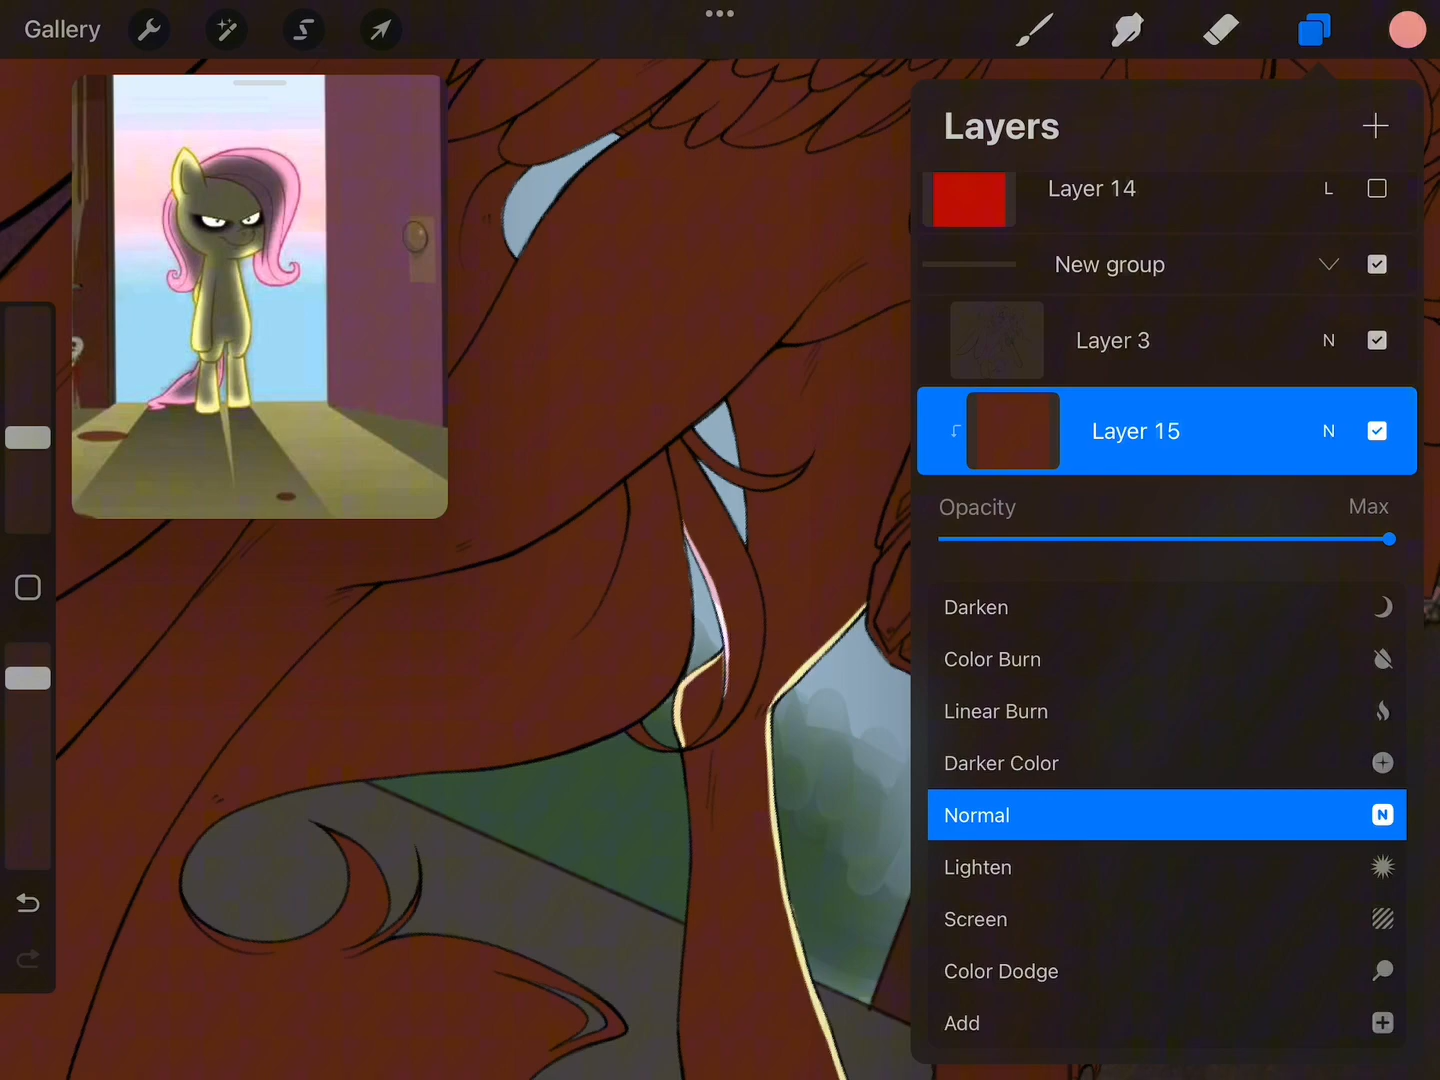 Gallery
Layers
Layer 14 L
New group
Layer 3 N
Layer 15 N
Opacity Max
Darken
Color Burn
Linear Burn
Darker Color
Normal N
Lighten
Screen
Color Dodge
Add